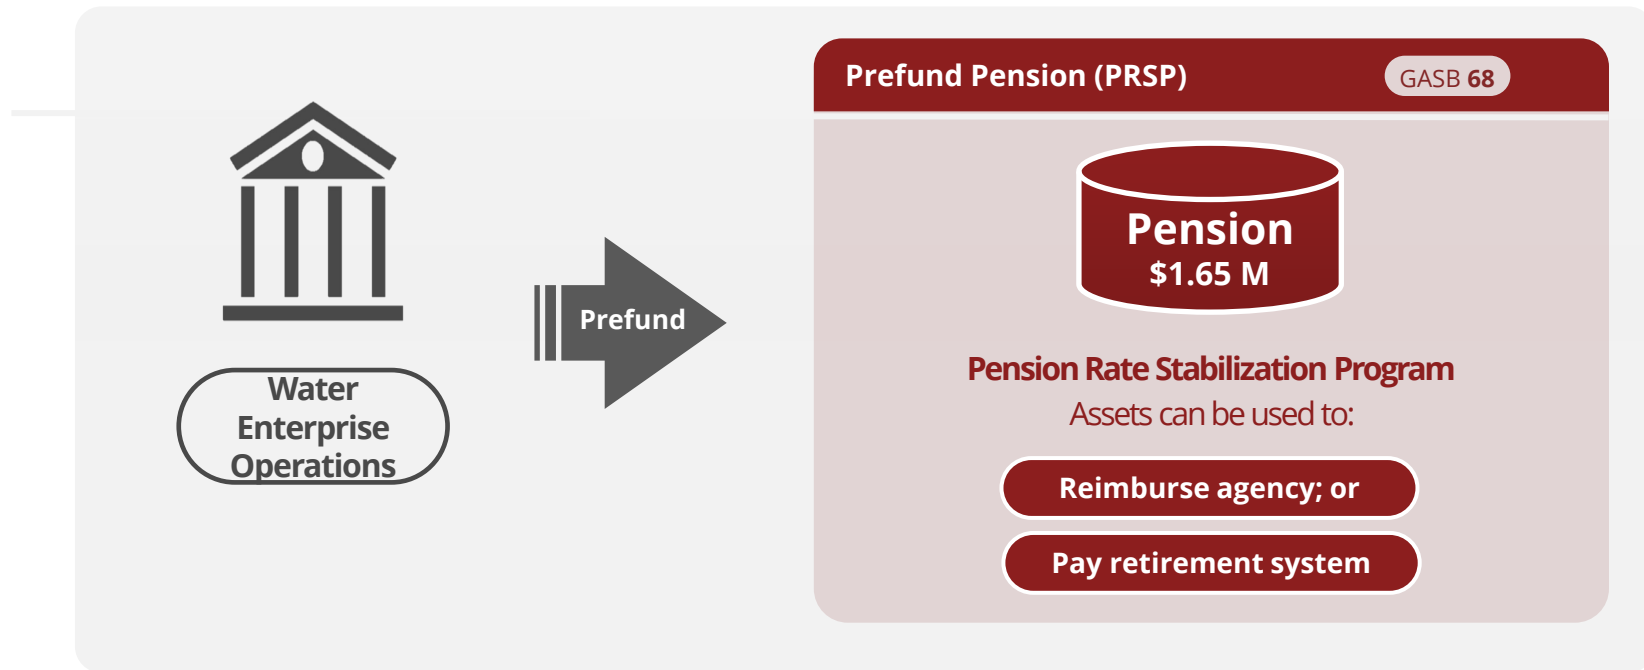 Water
Enterprise
Operations
Prefund
Prefund Pension (PRSP)
GASB 68
Pension
$1.65 M
Pension Rate Stabilization Program
Assets can be used to:
Reimburse agency; or
Pay retirement system